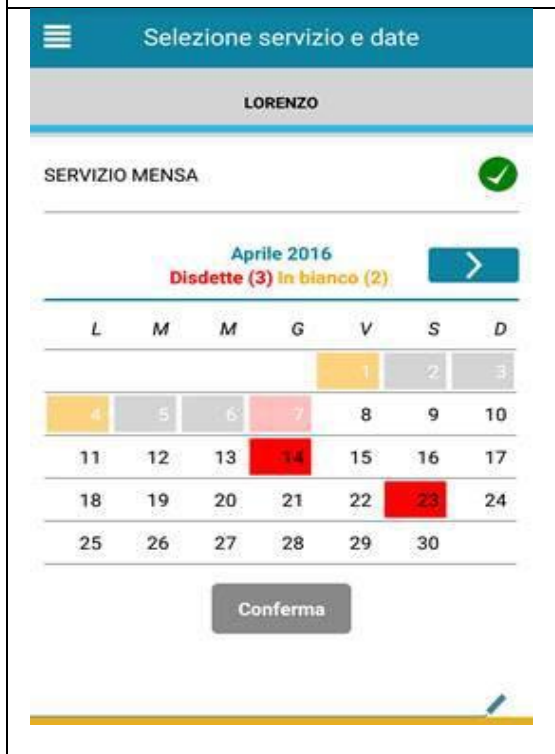 Selezione servizio e date
LORENZO
SERVIZIO MENSA
Aprile 2016
Disdette (3) In bianco (2)
L M M G V S D
1 2 3
4 5 6 7 8 9 10
11 12 13 14 15 16 17
18 19 20 21 22 23 24
25 26 27 28 29 30
Conferma